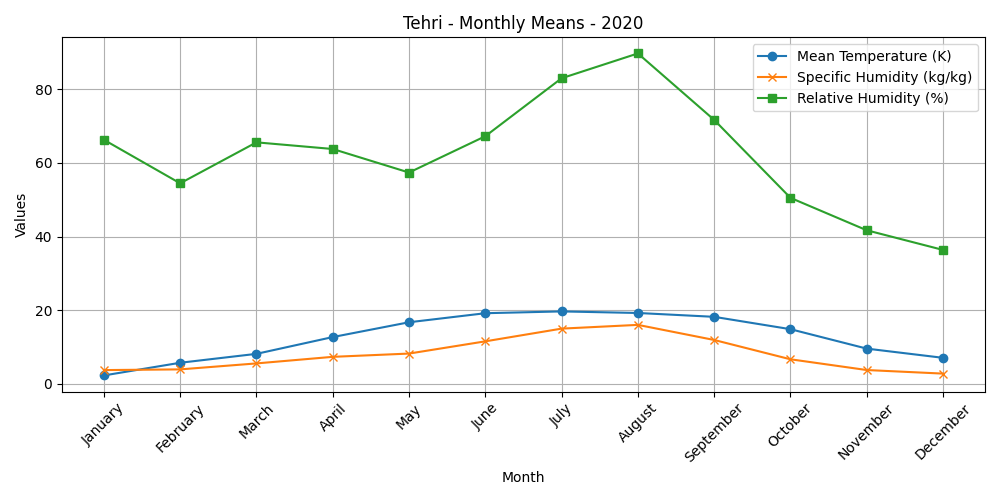 Tehri - Monthly Means - 2020
Mean Temperature (K)
Specific Humidity (kg/kg)
Relative Humidity (%)
Values
80
60
40
20
0
January
February
March
April
May
June
July
August
September
October
November
December
Month